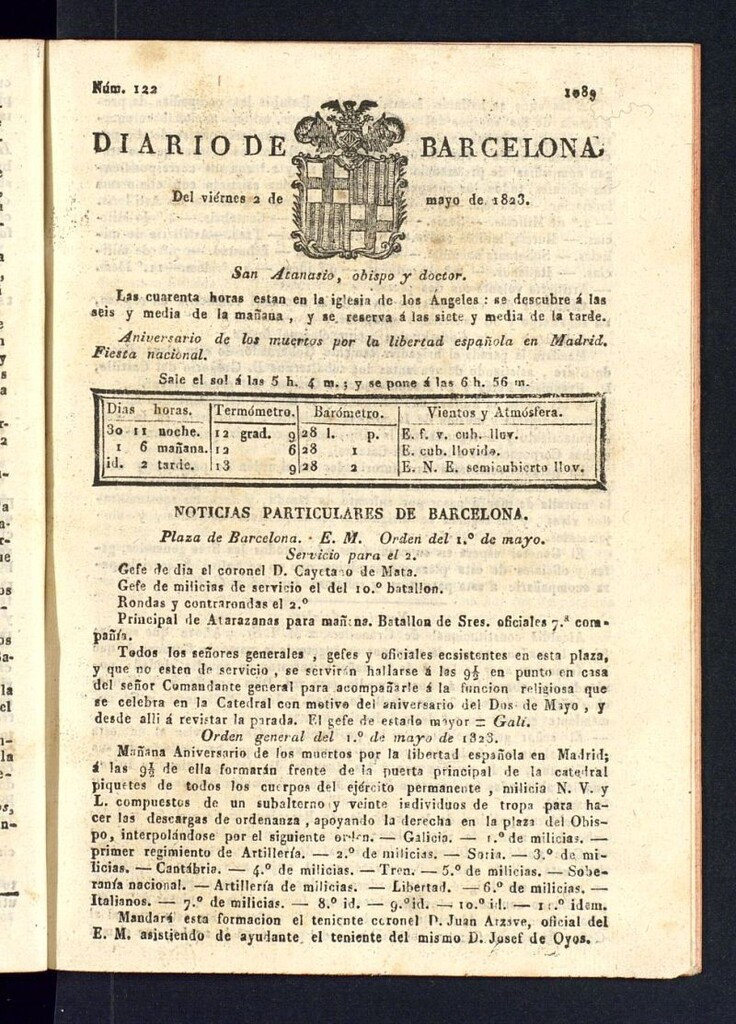 Núm. 122 1089
DIARIO DE BARCELONA,
Del viérnes 2 de mayo de 1823.
San Atanasio, obispo y doctor.
Las cuarenta horas estan en la iglesia de los Ángeles : se descubre á las
seis y media de la mañana , y se reserva á las siete y media de la tarde.
Aniversario de los muertos por la libertad española en Madrid.
Fiesta nacional.
Sale el sol á las 5 h. 4 m. ; y se pone á las 6 h. 56 m.
Dias horas. Termómetro. Barómetro. Vientos y Atmósfera.
30 11 noche. 12 grad. 9 28 l. p. E. f. v. cub. lluv.
1 6 mañana. 12 6 28 1 E. cub. llovido.
id. 2 tarde. 13 9 28 2 E. N. E. semicubierto llov.
NOTICIAS PARTICULARES DE BARCELONA.
Plaza de Barcelona. - E. M. Orden del 1.º de mayo.
Servicio para el 2.
Gefe de dia el coronel D. Cayetano de Mata.
Gefe de milicias de servicio el del 10.º batallon.
Rondas y contrarondas el 2.º
Principal de Atarazanas para mañana. Batallon de Sres. oficiales 7.ª com-
pañía.
Todos los señores generales , gefes y oficiales ecsistentes en esta plaza,
y que no esten de servicio , se servirán hallarse á las 9½ en punto en casa
del señor Comandante general para acompañarle á la funcion religiosa que
se celebra en la Catedral con motivo del aniversario del Dos de Mayo , y
desde alli á revistar la parada. El gefe de estado mayor = Galí.
Orden general del 1.º de mayo de 1823.
Mañana Aniversario de los muertos por la libertad española en Madrid;
á las 9½ de ella formarán frente de la puerta principal de la catedral
piquetes de todos los cuerpos del ejército permanente , milicia N. V. y
L. compuestos de un subalterno y veinte individuos de tropa para ha-
cer las descargas de ordenanza , apoyando la derecha en la plaza del Obis-
po, interpolándose por el siguiente orden. — Galicia. — 1.º de milicias. —
primer regimiento de Artillería. — 2.º de milicias. — Soria. — 3.º de mi-
licias. — Cantábria. — 4.º de milicias. — Tren. — 5.º de milicias. — Sobe-
ranía nacional. — Artillería de milicias. — Libertad. — 6.º de milicias. —
Italianos. — 7.º de milicias. — 8.º id. — 9.º id. — 10.º id. — 11.º idem.
Mandará esta formacion el teniente coronel D. Juan , oficial del
E. M. asistiendo de ayudante el teniente del mismo D. Josef de Oyos.